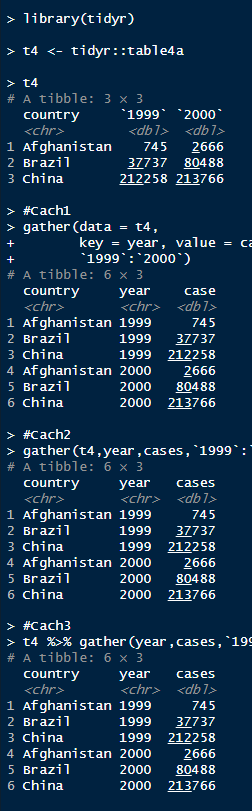 > library(tidyr)
> t4 <- tidyr::table4a
> t4
# A tibble: 3 × 3
  country     `1999` `2000`
  <chr>        <dbl>  <dbl>
1 Afghanistan    745   2666
2 Brazil       37737  80488
3 China       212258 213766
> #Cach1
> gather(data = t4,
+        key = year, value = ca
+        `1999`:`2000`)
# A tibble: 6 × 3
  country     year    case
  <chr>       <chr>  <dbl>
1 Afghanistan 1999     745
2 Brazil      1999   37737
3 China       1999  212258
4 Afghanistan 2000    2666
5 Brazil      2000   80488
6 China       2000  213766
> #Cach2
> gather(t4,year,cases,`1999`:`
# A tibble: 6 × 3
  country     year   cases
  <chr>       <chr>  <dbl>
1 Afghanistan 1999     745
2 Brazil      1999   37737
3 China       1999  212258
4 Afghanistan 2000    2666
5 Brazil      2000   80488
6 China       2000  213766
> #Cach3
> t4 %>% gather(year,cases,`199
# A tibble: 6 × 3
  country     year   cases
  <chr>       <chr>  <dbl>
1 Afghanistan 1999     745
2 Brazil      1999   37737
3 China       1999  212258
4 Afghanistan 2000    2666
5 Brazil      2000   80488
6 China       2000  213766